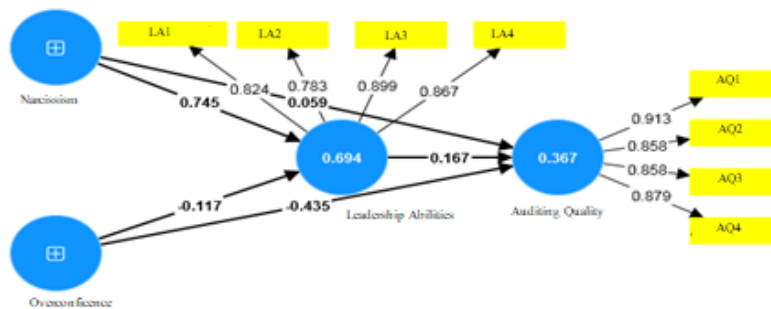 LA1
LA2
LA3
LA4
Narcissism
0.824
0.783
0.899
0.867
0.745
0.059
AQ1
0.913
AQ2
0.858
0.694
0.167
0.367
0.858
AQ3
0.879
-0.117
-0.435
Leadership Abilities
Auditing Quality
AQ4
Overconficence